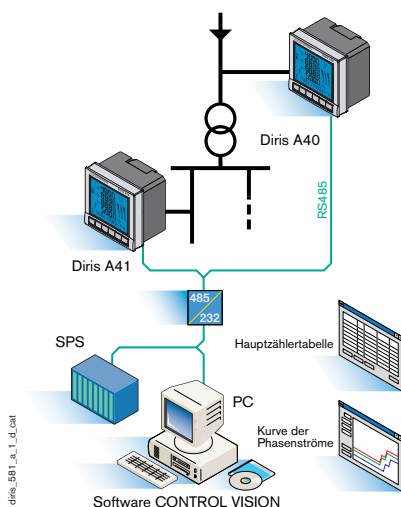 Diris A40
RS485
Diris A41
485
232
SPS
Hauptzählertabelle
PC
Kurve der
Phasenströme
diris_581_a_1_d_cat
Software CONTROL VISION